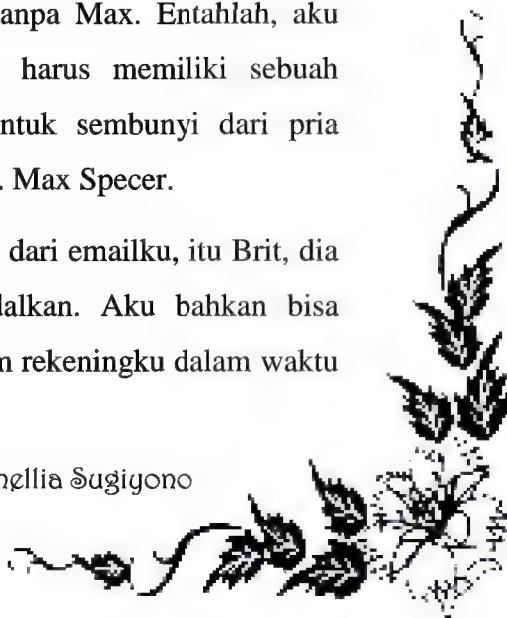 anpa Max. Entahlah, aku
harus memiliki sebuah
ntuk sembunyi dari pria
. Max Specer.
dari emailku, itu Brit, dia
dalkan. Aku bahkan bisa
n rekeningku dalam waktu
nellia Sugiyono